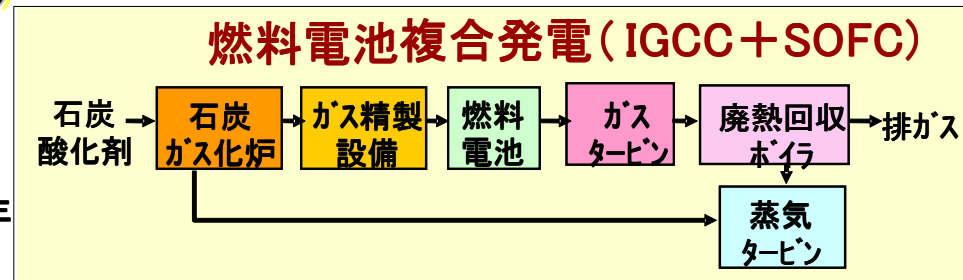 燃料電池複合発電(IGCC+SOFC)
石炭
酸化剤
石炭
ガス化炉
ガス精製
設備
燃料
電池
ガス
タービン
廃熱回収
ボイラ
排ガス
蒸気
タービン